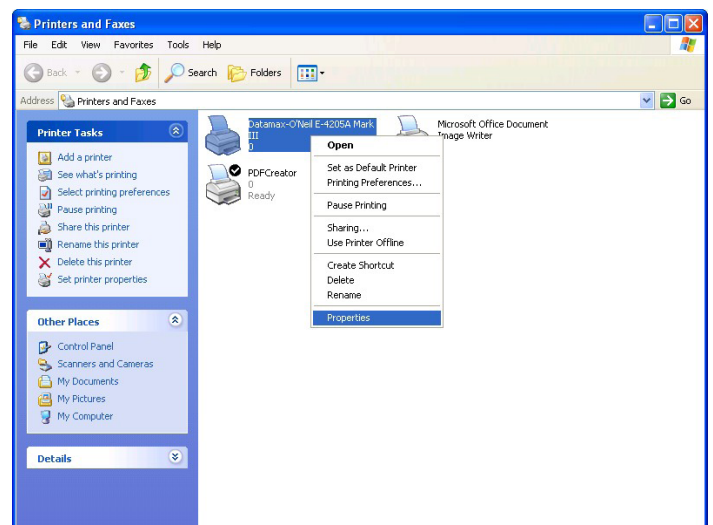 Printers and Faxes
File Edit View Favorites Tools Help
Back Search Folders
Address Printers and Faxes Go
Printer Tasks
Add a printer
See what's printing
Select printing preferences
Pause printing
Share this printer
Rename this printer
Delete this printer
Set printer properties
Other Places
Control Panel
Scanners and Cameras
My Documents
My Pictures
My Computer
Details
Datamax-O'Neil E-4205A Mark
III
0
Microsoft Office Document
Image Writer
PDFCreator
0
Ready
Open
Set as Default Printer
Printing Preferences...
Pause Printing
Sharing...
Use Printer Offline
Create Shortcut
Delete
Rename
Properties